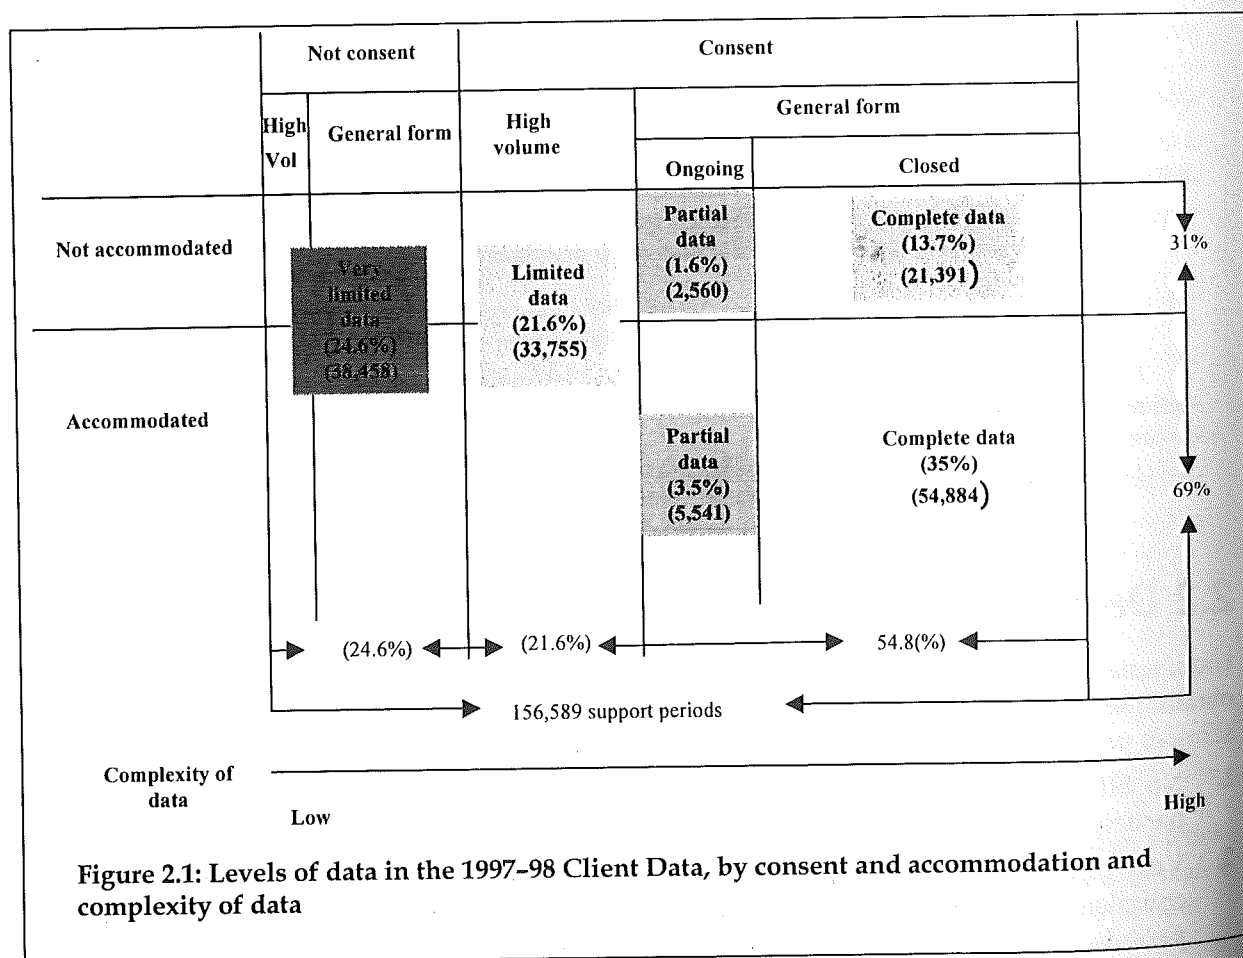 Not consent
Consent
High
Vol
General form
High
volume
General form
Ongoing
Closed
Not accommodated
Very
limited
data
(24.6%)
(38,458)
Limited
data
(21.6%)
(33,755)
Partial
data
(1.6%)
(2,560)
Complete data
(13.7%)
(21,391)
31%
Accommodated
Partial
data
(3.5%)
(5,541)
Complete data
(35%)
(54,884)
69%
(24.6%)
(21.6%)
54.8(%)
156,589 support periods
Complexity of
data
Low
High
Figure 2.1: Levels of data in the 1997–98 Client Data, by consent and accommodation and
complexity of data